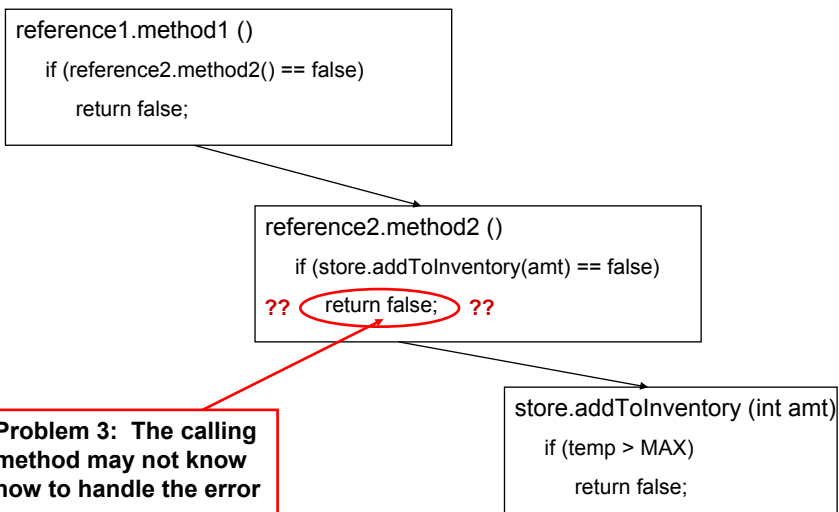 reference1.method1 ()
if (reference2.method2() == false)
return false;
reference2.method2 ()
if (store.addToInventory(amt) == false)
?? return false; ??
Problem 3: The calling
method may not know
how to handle the error
store.addToInventory (int amt)
if (temp > MAX)
return false;